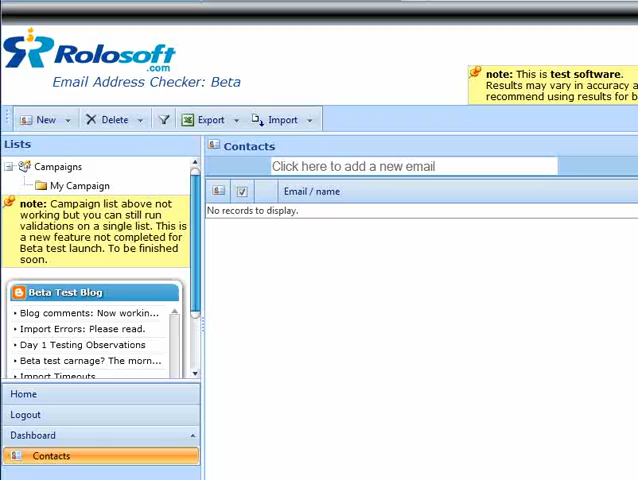 Rolosoft
.com
Email Address Checker: Beta
note: This is test software.
Results may vary in accuracy a
recommend using results for b
New Delete Export Import
Lists
Contacts
Campaigns
Click here to add a new email
My Campaign
Email / name
No records to display.
note: Campaign list above not
working but you can still run
validations on a single list. This is
a new feature not completed for
Beta test launch. To be finished
soon.
Beta Test Blog
• Blog comments: Now workin...
• Import Errors: Please read.
• Day 1 Testing Observations
• Beta test carnage? The morn...
• Import Timeouts
Home
Logout
Dashboard
Contacts